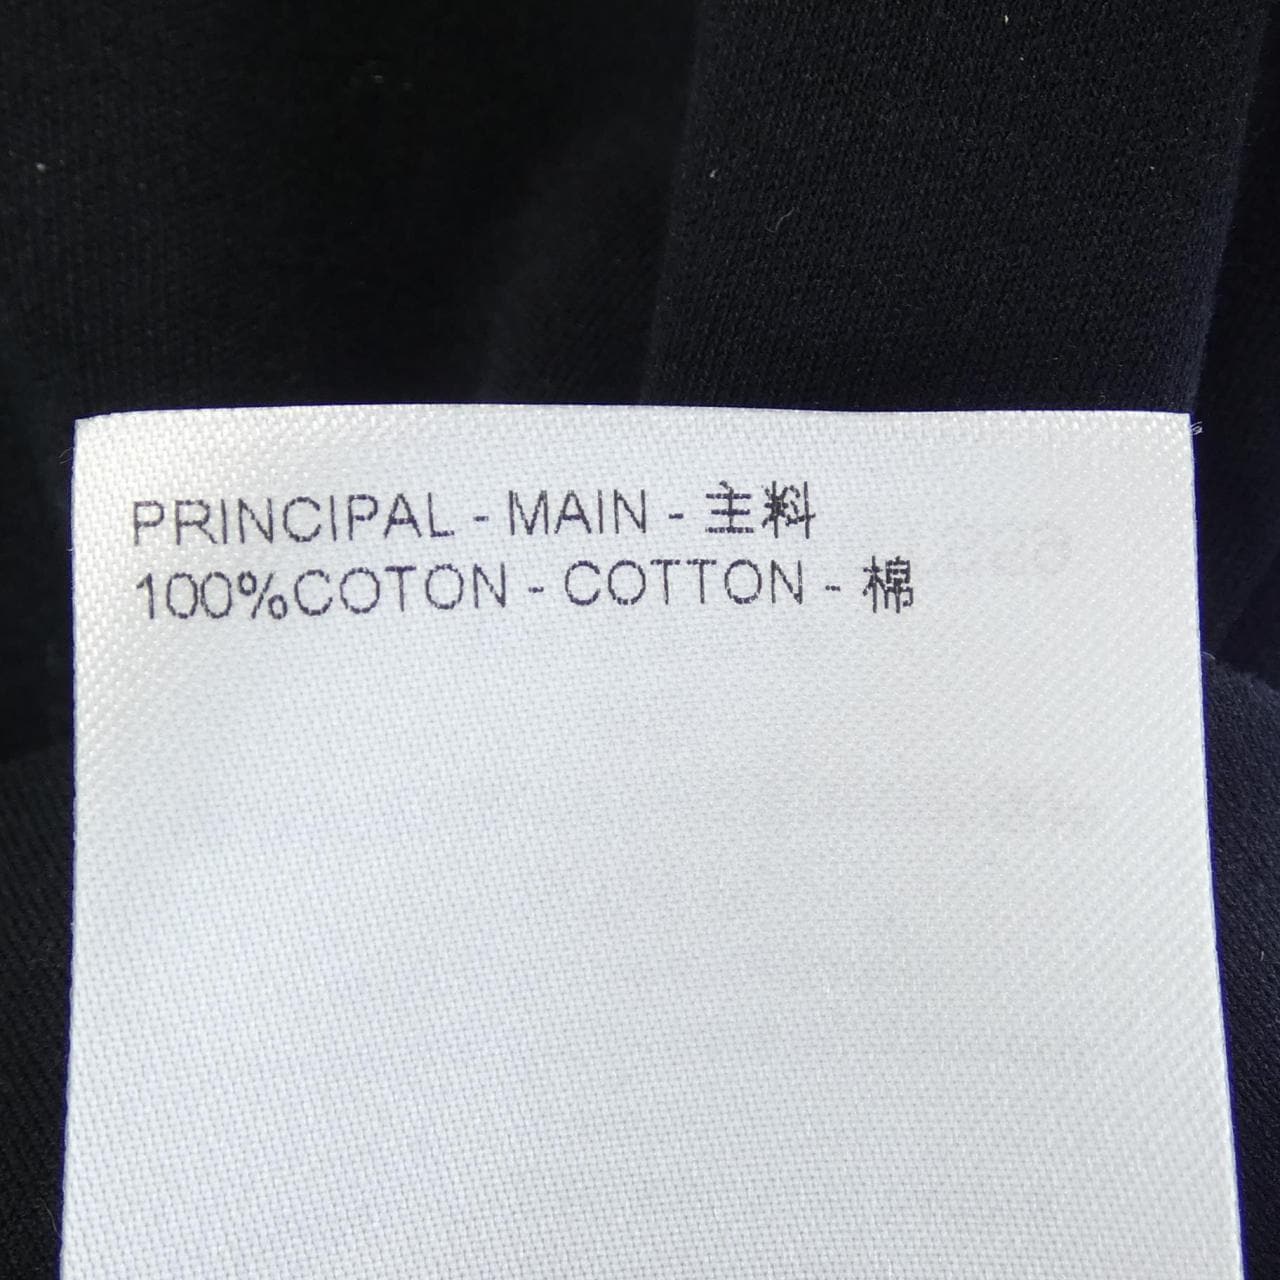 PRINCIPAL - MAIN - 主料
100%COTON - COTTON - 棉